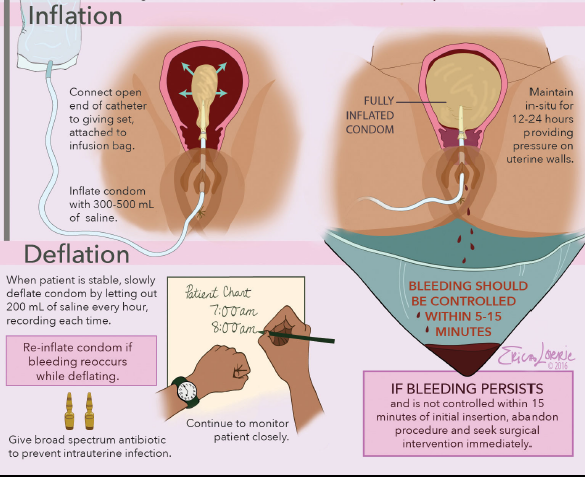 Inflation
Connect open
end of catheter
to giving set,
attached to
infusion bag.
Inflate condom
with 300-500 mL
of saline.
FULLY
INFLATED
CONDOM
Maintain
in-situ for
12-24 hours
providing
pressure on
uterine walls.
BLEEDING SHOULD
BE CONTROLLED
WITHIN 5-15
MINUTES
© 2016
IF BLEEDING PERSISTS
and is not controlled within 15
minutes of initial insertion, abandon
procedure and seek surgical
intervention immediately.
Deflation
When patient is stable, slowly
deflate condom by letting out
200 mL of saline every hour,
recording each time.
Re-inflate condom if
bleeding reoccurs
while deflating.
Give broad spectrum antibiotic
to prevent intrauterine infection.
Patient Chart
7:00am
8:00am
Continue to monitor
patient closely.